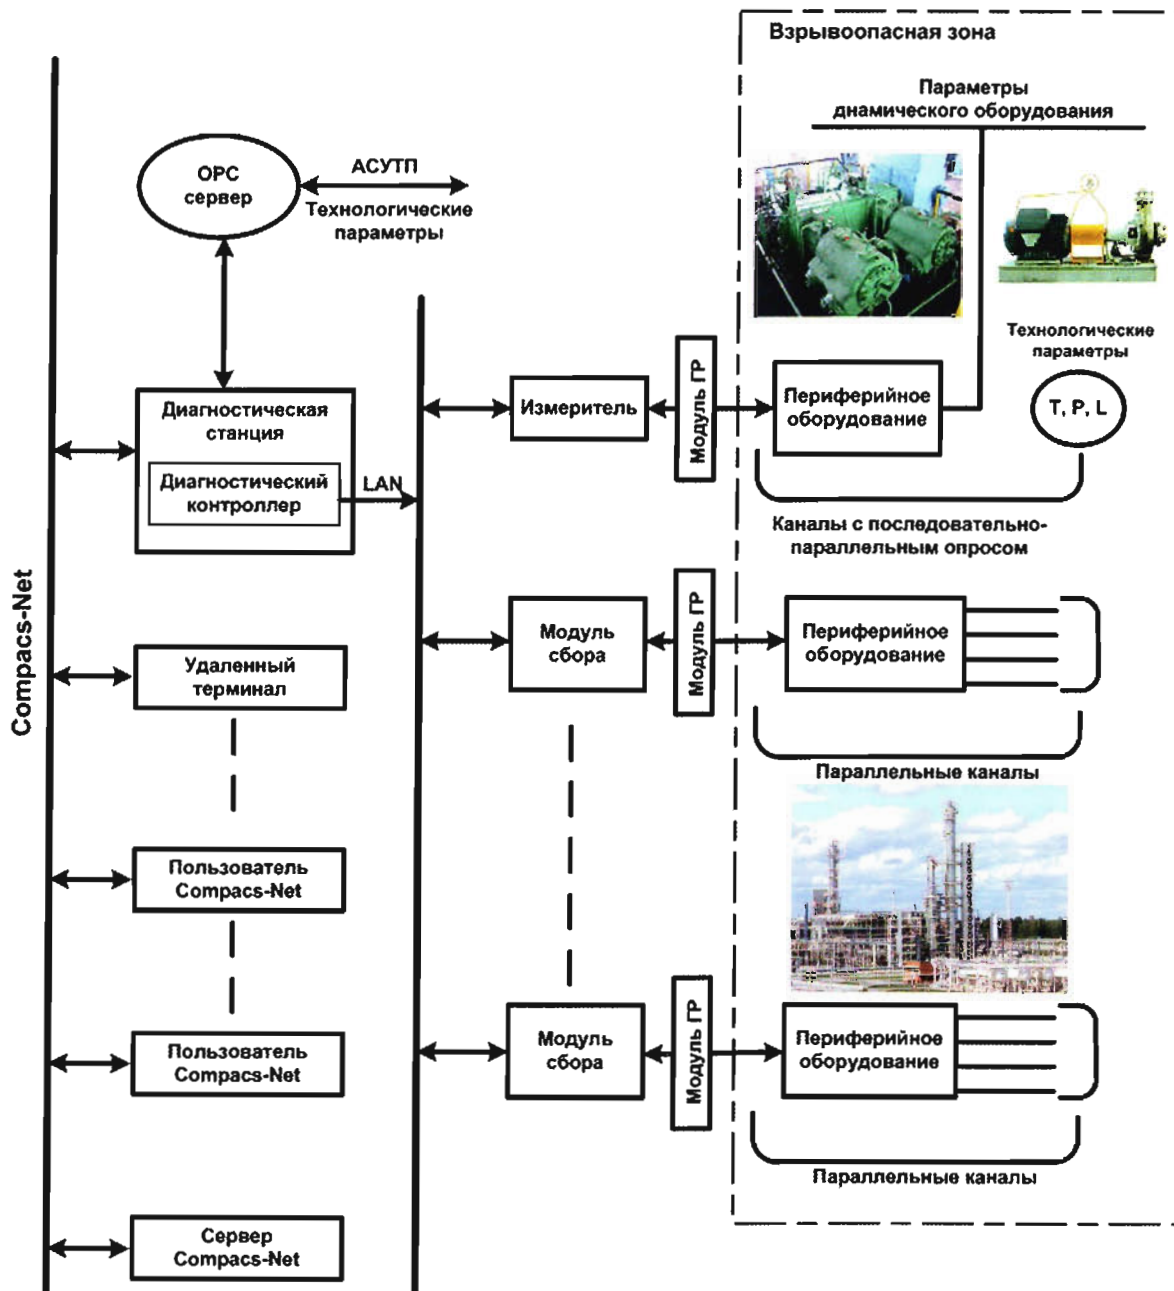 Взрывоопасная зона
Параметры
днамического оборудования
ОРС
сервер
АСУТП
Технологические
параметры
Технологические
параметры
T, P, L
Диагностическая
станция
Диагностический
контроллер
LAN
Измеритель
Модуль ГР
Периферийное
оборудование
Каналы с последовательно-
параллельным опросом
Compacs-Net
Удаленный
терминал
Модуль
сбора
Модуль ГР
Периферийное
оборудование
Параллельные каналы
Пользователь
Compacs-Net
Пользователь
Compacs-Net
Модуль
сбора
Модуль ГР
Периферийное
оборудование
Параллельные каналы
Сервер
Compacs-Net